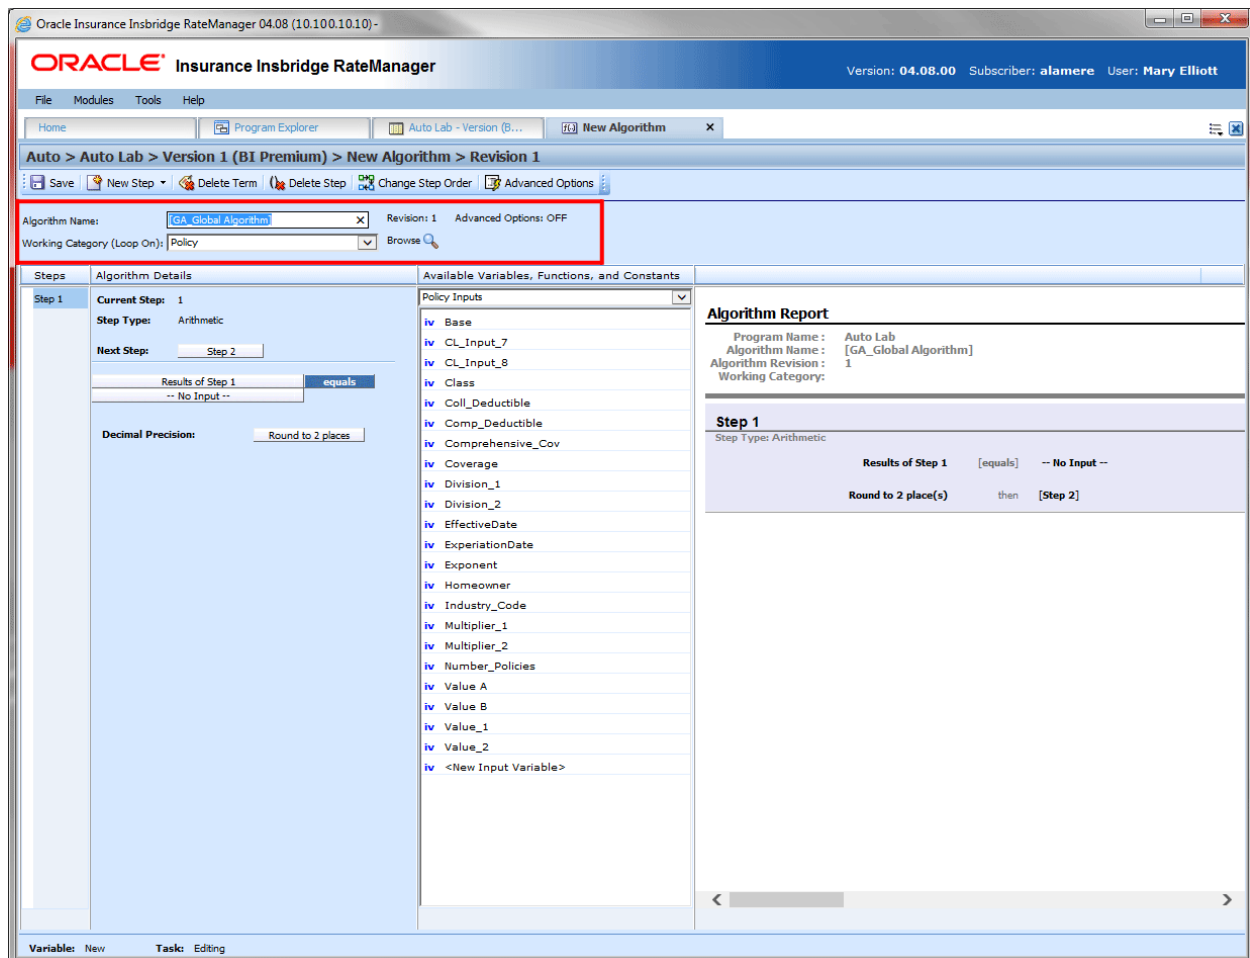 Oracle Insurance Insbridge RateManager 04.08 (10.100.10.10) -
ORACLE Insurance Insbridge RateManager
Version: 04.08.00 Subscriber: alamere User: Mary Elliott
File Modules Tools Help
Home Program Explorer Auto Lab - Version (B... f(x) New Algorithm
Auto > Auto Lab > Version 1 (BI Premium) > New Algorithm > Revision 1
Save New Step Delete Term Delete Step Change Step Order Advanced Options
Algorithm Name: [GA_Global Algorithm] Revision: 1 Advanced Options: OFF
Working Category (Loop On): Policy Browse
Steps Algorithm Details Available Variables, Functions, and Constants
Step 1
Current Step: 1
Step Type: Arithmetic
Next Step: Step 2
Results of Step 1 equals
-- No Input --
Decimal Precision: Round to 2 places
Policy Inputs
iv Base
iv CL_Input_7
iv CL_Input_8
iv Class
iv Coll_Deductible
iv Comp_Deductible
iv Comprehensive_Cov
iv Coverage
iv Division_1
iv Division_2
iv EffectiveDate
iv ExperiationDate
iv Exponent
iv Homeowner
iv Industry_Code
iv Multiplier_1
iv Multiplier_2
iv Number_Policies
iv Value A
iv Value B
iv Value_1
iv Value_2
iv <New Input Variable>
Algorithm Report
Program Name : Auto Lab
Algorithm Name : [GA_Global Algorithm]
Algorithm Revision : 1
Working Category:
Step 1
Step Type: Arithmetic
Results of Step 1 [equals] -- No Input --
Round to 2 place(s) then [Step 2]
Variable: New Task: Editing